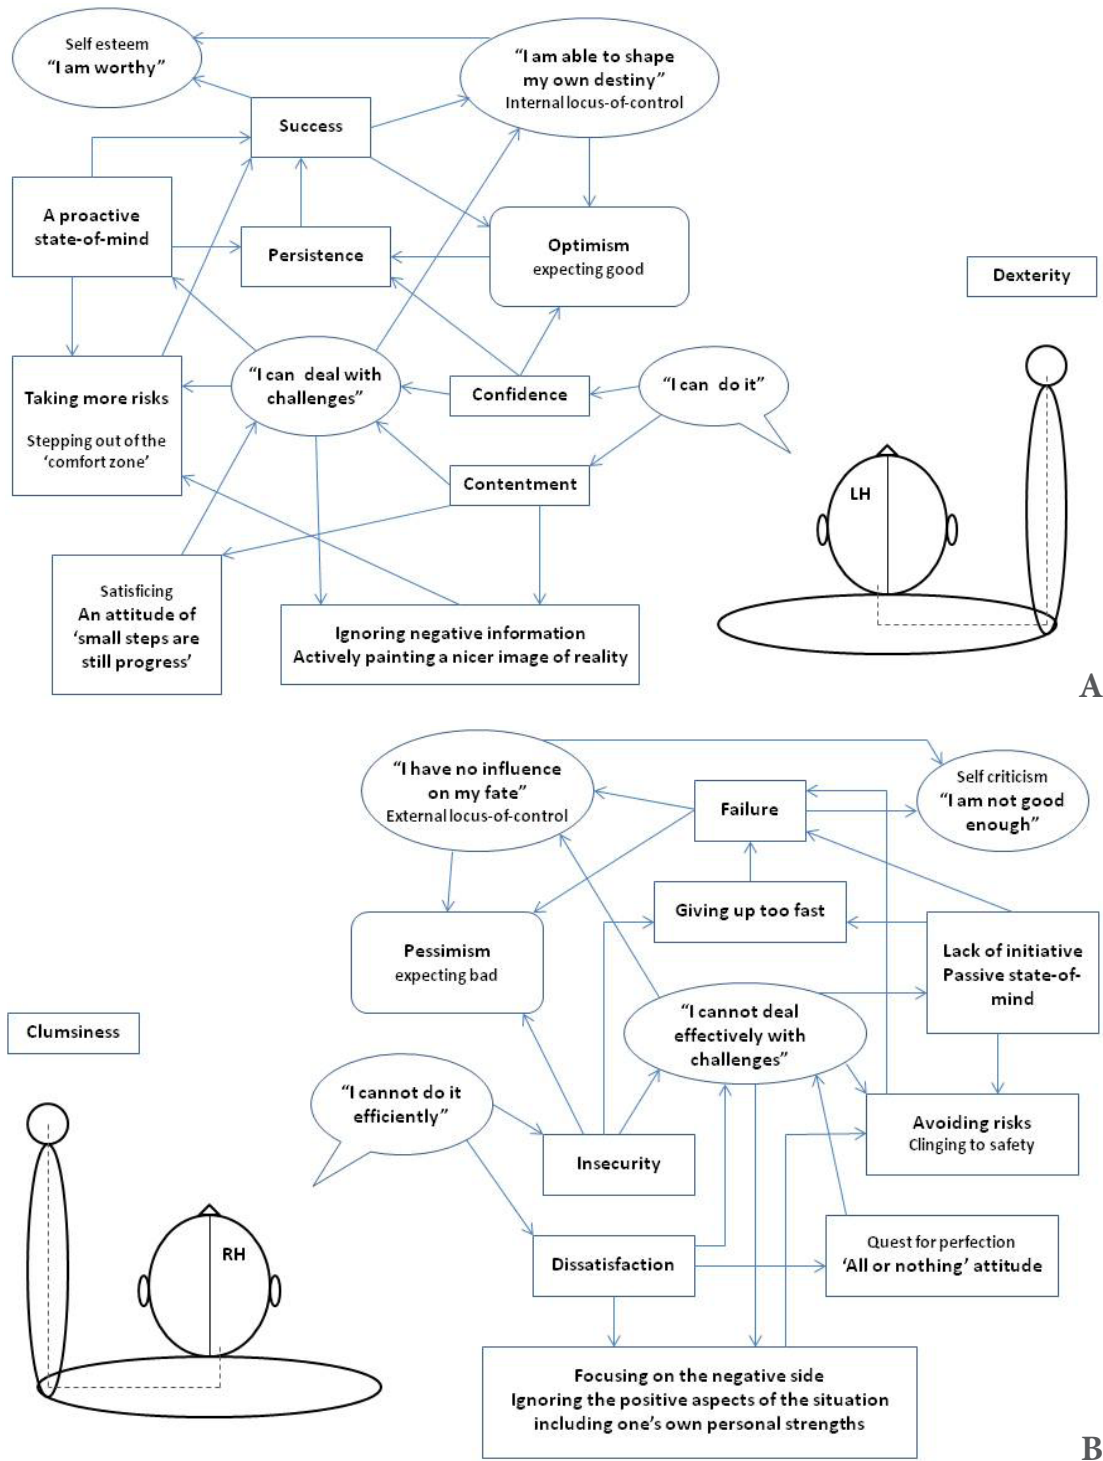 Self esteem
“I am worthy”
“I am able to shape
my own destiny”
Internal locus-of-control
Success
A proactive
state-of-mind
Persistence
Optimism
expecting good
Dexterity
Taking more risks
Stepping out of the
‘comfort zone’
“I can deal with
challenges”
Confidence
“I can do it”
Contentment
LH
Satisficing
An attitude of
‘small steps are
still progress’
Ignoring negative information
Actively painting a nicer image of reality
A
“I have no influence
on my fate”
External locus-of-control
Failure
Self criticism
“I am not good
enough”
Giving up too fast
Pessimism
expecting bad
Lack of initiative
Passive state-of-
mind
Clumsiness
“I cannot deal
effectively with
challenges”
“I cannot do it
efficiently”
Avoiding risks
Clinging to safety
Insecurity
RH
Dissatisfaction
Quest for perfection
‘All or nothing’ attitude
Focusing on the negative side
Ignoring the positive aspects of the situation
including one’s own personal strengths
B